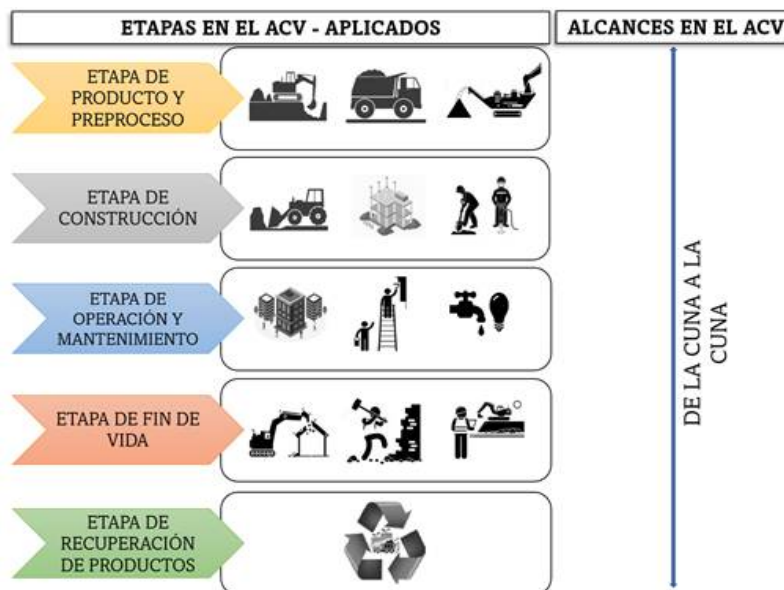 ETAPAS EN EL ACV - APLICADOS
ALCANCES EN EL ACV
ETAPA DE
PRODUCTO Y
PREPROCESO
ETAPA DE
CONSTRUCCIÓN
ETAPA DE
OPERACIÓN Y
MANTENIMIENTO
ETAPA DE FIN DE
VIDA
ETAPA DE
RECUPERACIÓN
DE PRODUCTOS
DE LA CUNA A LA
CUNA